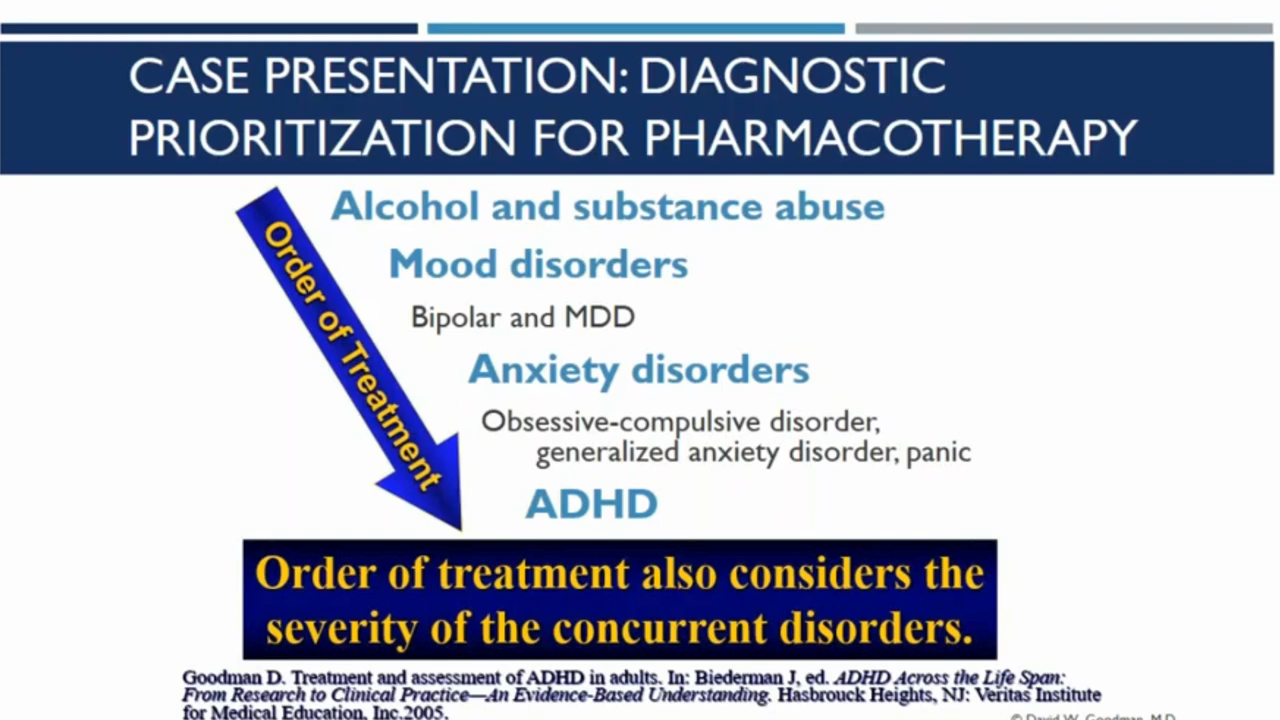 CASE PRESENTATION: DIAGNOSTIC
PRIORITIZATION FOR PHARMACOTHERAPY
Order of Treatment
Alcohol and substance abuse
Mood disorders
Bipolar and MDD
Anxiety disorders
Obsessive-compulsive disorder,
generalized anxiety disorder, panic
ADHD
Order of treatment also considers the
severity of the concurrent disorders.
Goodman D. Treatment and assessment of ADHD in adults. In: Biederman J, ed. ADHD Across the Life Span:
From Research to Clinical Practice—An Evidence-Based Understanding. Hasbrouck Heights, NJ: Veritas Institute
for Medical Education, Inc.2005.
© David W. Goodman, M.D.